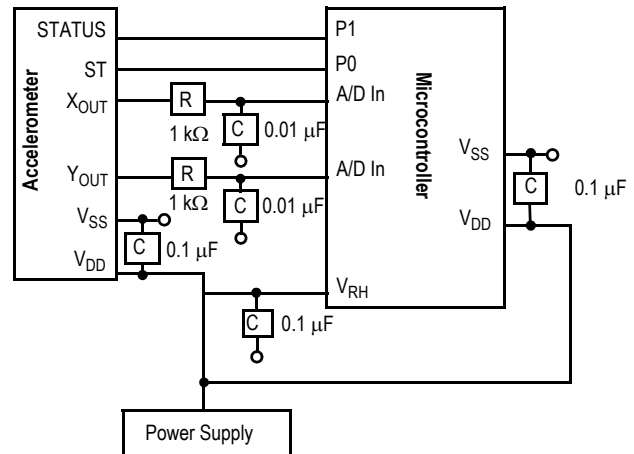 STATUS
ST
XOUT
YOUT
VSS
VDD
Accelerometer
R
1 kΩ
C
0.01 μF
R
1 kΩ
C
0.01 μF
C
0.1 μF
P1
P0
A/D In
A/D In
VRH
Microcontroller
VSS
VDD
C
0.1 μF
C
0.1 μF
Power Supply